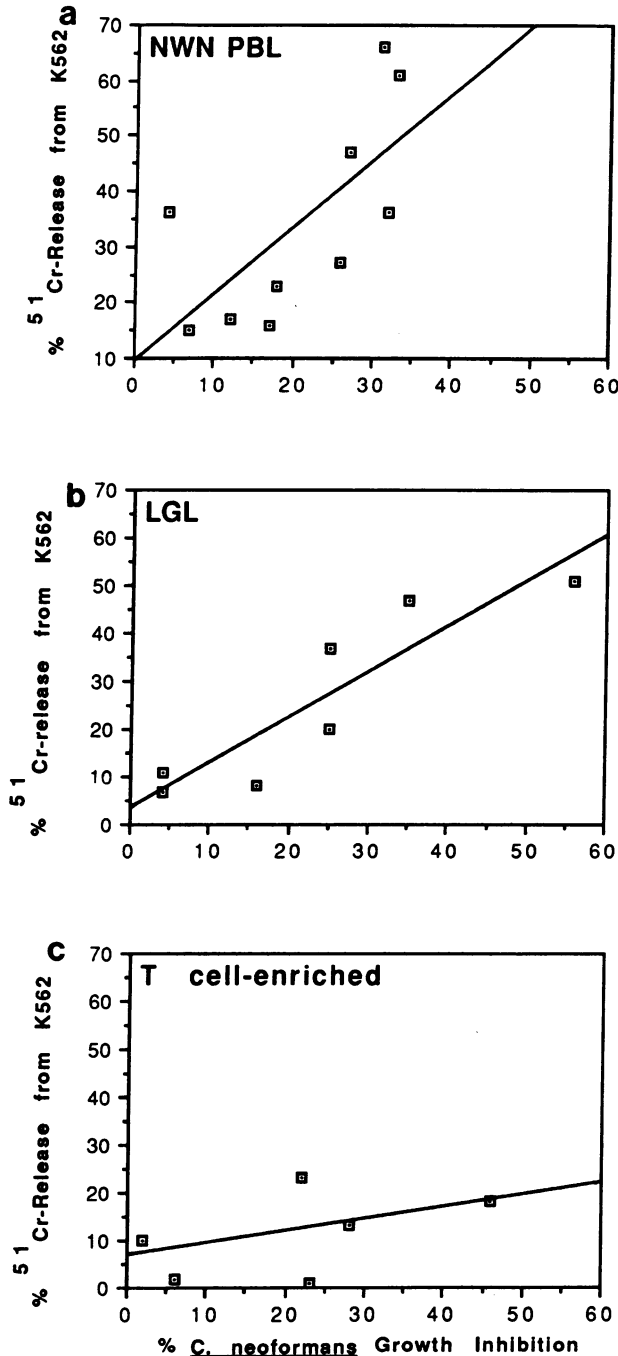 a
NWN PBL
% 51Cr-Release from K562
70
60
50
40
30
20
10
0 10 20 30 40 50 60
b
LGL
% 51Cr-release from K562
70
60
50
40
30
20
10
0
0 10 20 30 40 50 60
c
T cell-enriched
% 51Cr-Release from K562
70
60
50
40
30
20
10
0
0 10 20 30 40 50 60
% C. neoformans Growth Inhibition